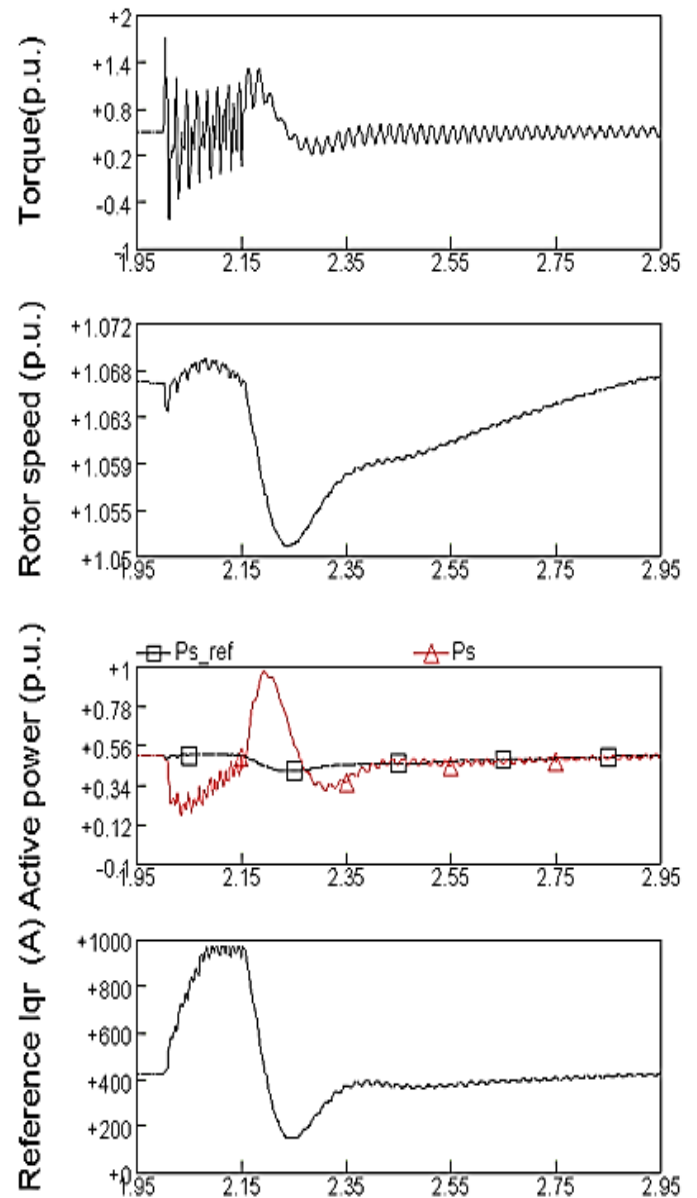 Torque(p.u.)
+2
+1.4
+0.8
+0.2
-0.4
-1
1.95 2.15 2.35 2.55 2.75 2.95
Rotor speed (p.u.)
+1.072
+1.068
+1.063
+1.059
+1.055
+1.05
1.95 2.15 2.35 2.55 2.75 2.95
Active power (p.u.)
Ps_ref Ps
+1
+0.78
+0.56
+0.34
+0.12
-0.1
1.95 2.15 2.35 2.55 2.75 2.95
Reference Iqr (A)
+1000
+800
+600
+400
+200
+0
1.95 2.15 2.35 2.55 2.75 2.95